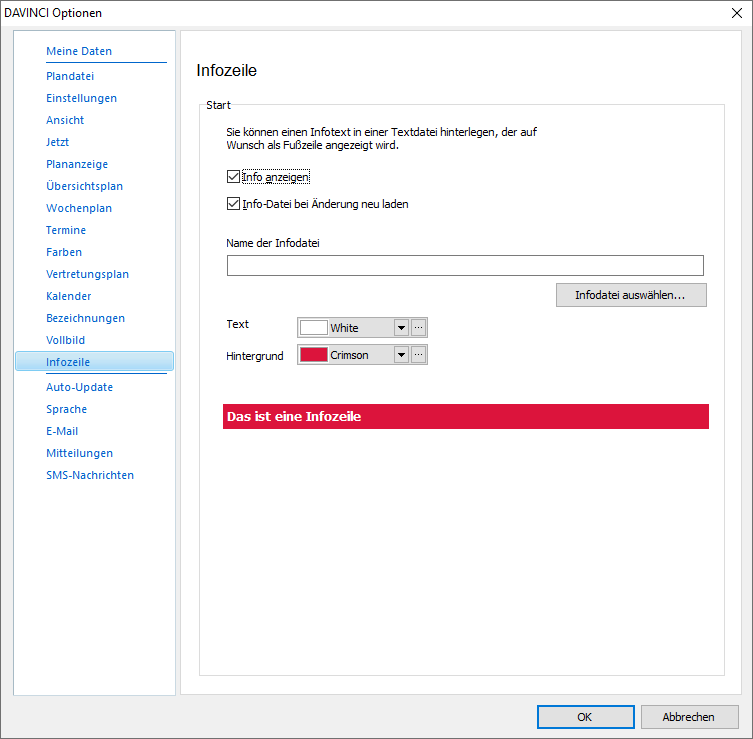 DAVINCI Optionen
Meine Daten
Plandatei
Einstellungen
Ansicht
Jetzt
Plananzeige
Übersichtsplan
Wochenplan
Termine
Farben
Vertretungsplan
Kalender
Bezeichnungen
Vollbild
Infozeile
Auto-Update
Sprache
E-Mail
Mitteilungen
SMS-Nachrichten
Infozeile
Start
Sie können einen Infotext in einer Textdatei hinterlegen, der auf
Wunsch als Fußzeile angezeigt wird.
Info anzeigen
Info-Datei bei Änderung neu laden
Name der Infodatei
Infodatei auswählen...
Text White ...
Hintergrund Crimson ...
Das ist eine Infozeile
OK Abbrechen